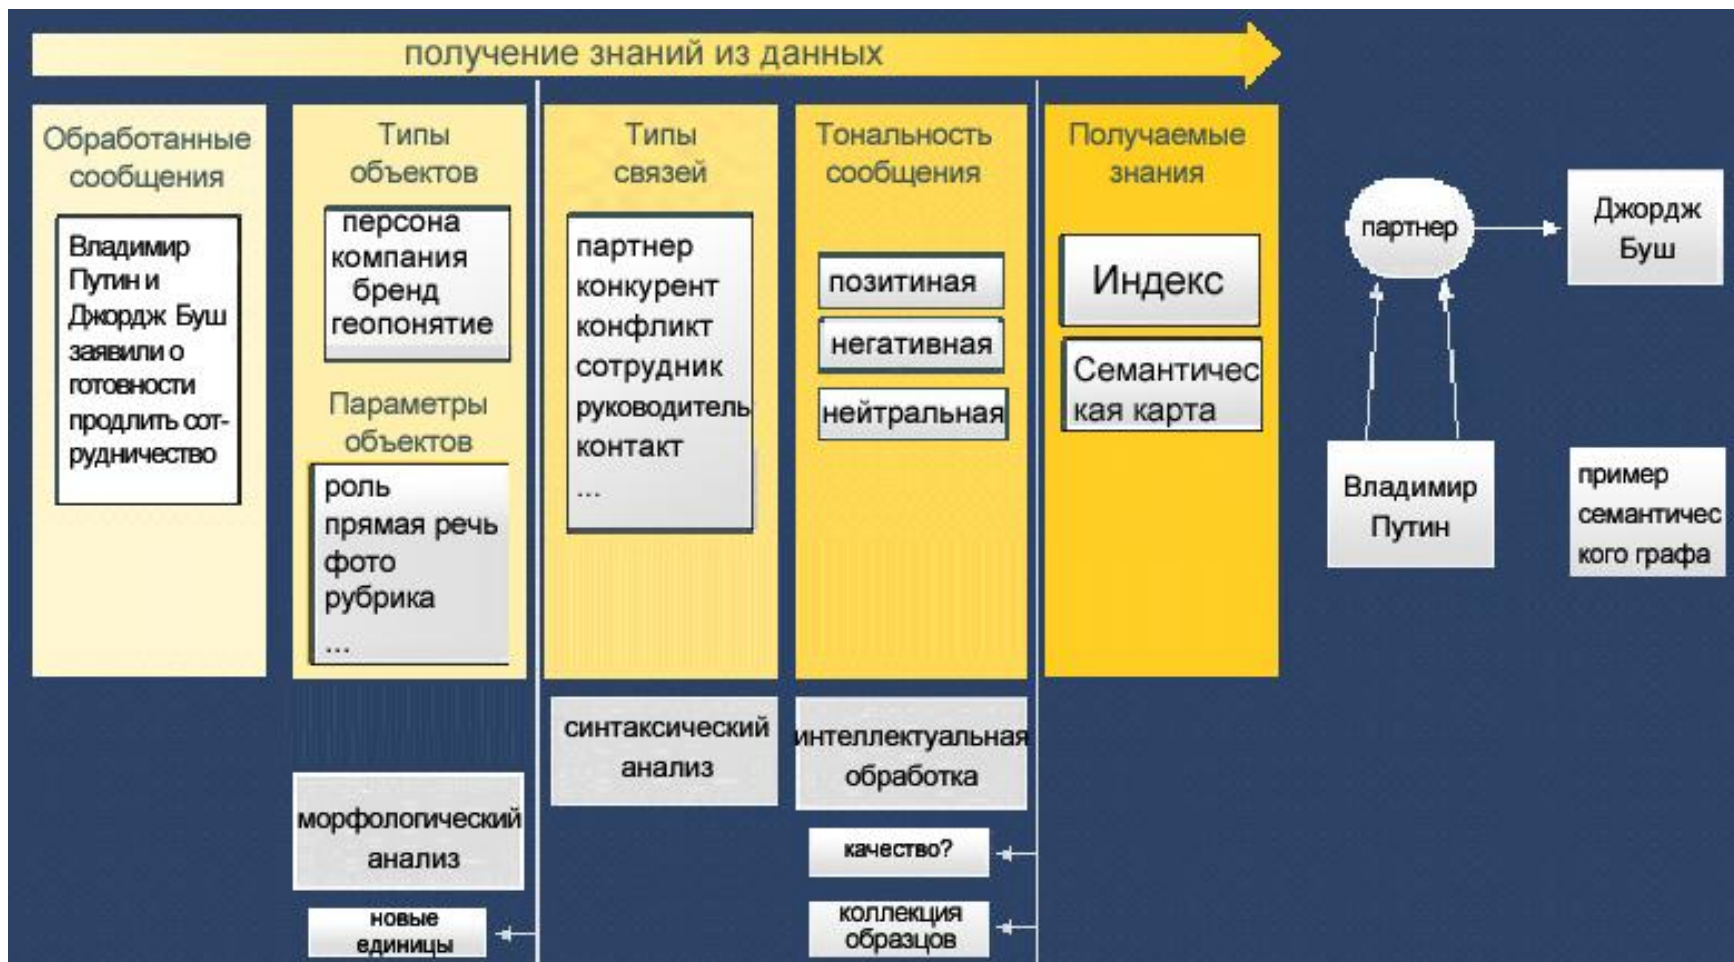 получение знаний из данных
Обработанные
сообщения
Владимир
Путин и
Джордж Буш
заявили о
готовности
продлить сот-
рудничество
Типы
объектов
персона
компания
бренд
геопонятие
Параметры
объектов
роль
прямая речь
фото
рубрика
...
морфологический
анализ
новые
единицы
Типы
связей
партнер
конкурент
конфликт
сотрудник
руководитель
контакт
...
синтаксический
анализ
Тональность
сообщения
позитиная
негативная
нейтральная
интеллектуальная
обработка
качество?
коллекция
образцов
Получаемые
знания
Индекс
Семантичес
кая карта
партнер
Джордж
Буш
Владимир
Путин
пример
семантичес
кого графа